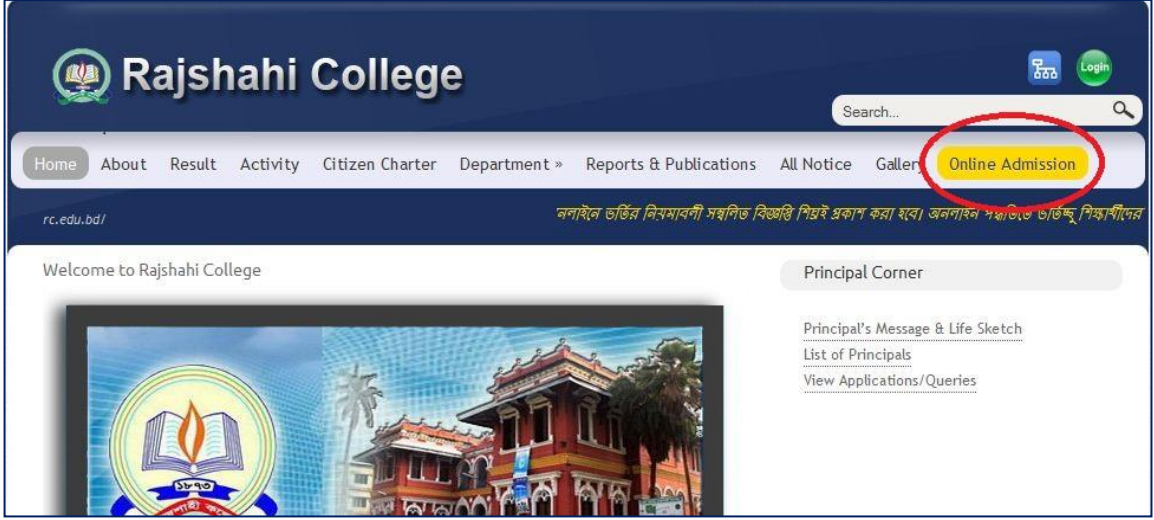 Rajshahi College
Login
Search...
Home About Result Activity Citizen Charter Department » Reports & Publications All Notice Gallery Online Admission
rc.edu.bd/
নলাইনে ভর্তির নিয়মাবলী সম্বলিত বিজ্ঞপ্তি শিঘ্রই প্রকাশ করা হবে। অনলাইন পদ্ধতিতে ভর্তিচ্ছু শিক্ষার্থীদের
Welcome to Rajshahi College
Principal Corner
Principal's Message & Life Sketch
List of Principals
View Applications/Queries
১৮৭৩